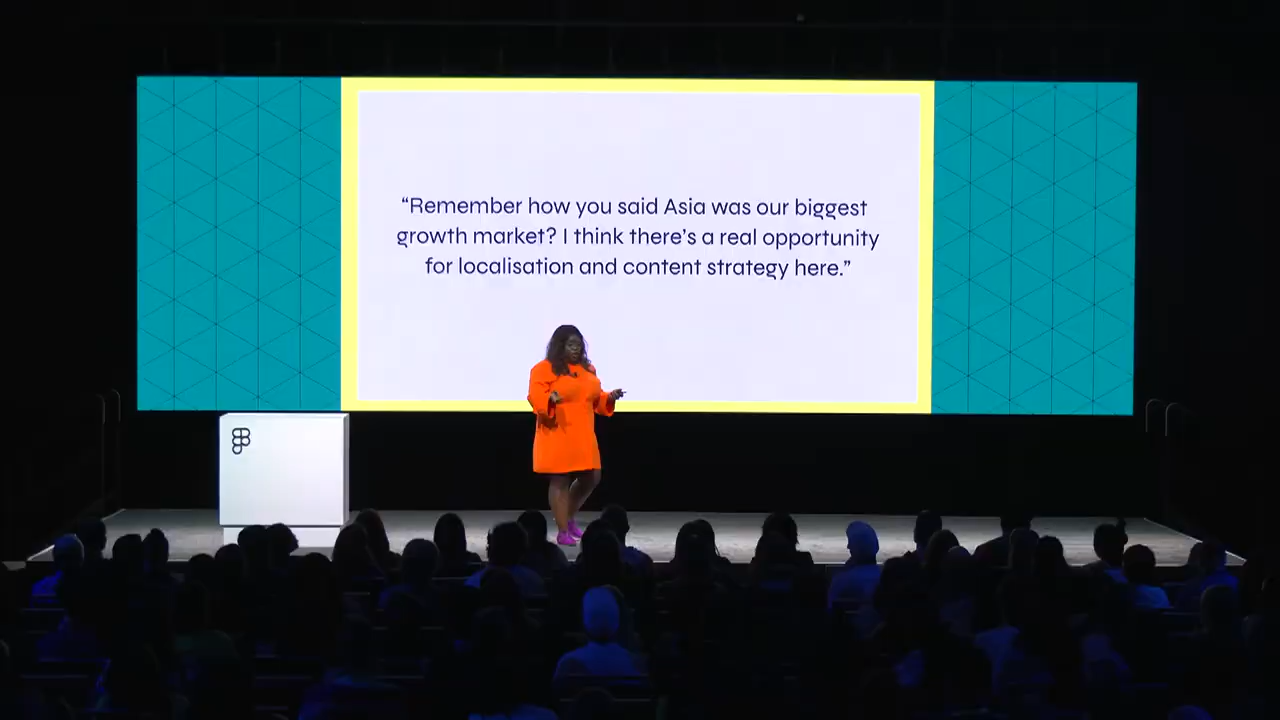 “Remember how you said Asia was our biggest
growth market? I think there’s a real opportunity
for localisation and content strategy here.”